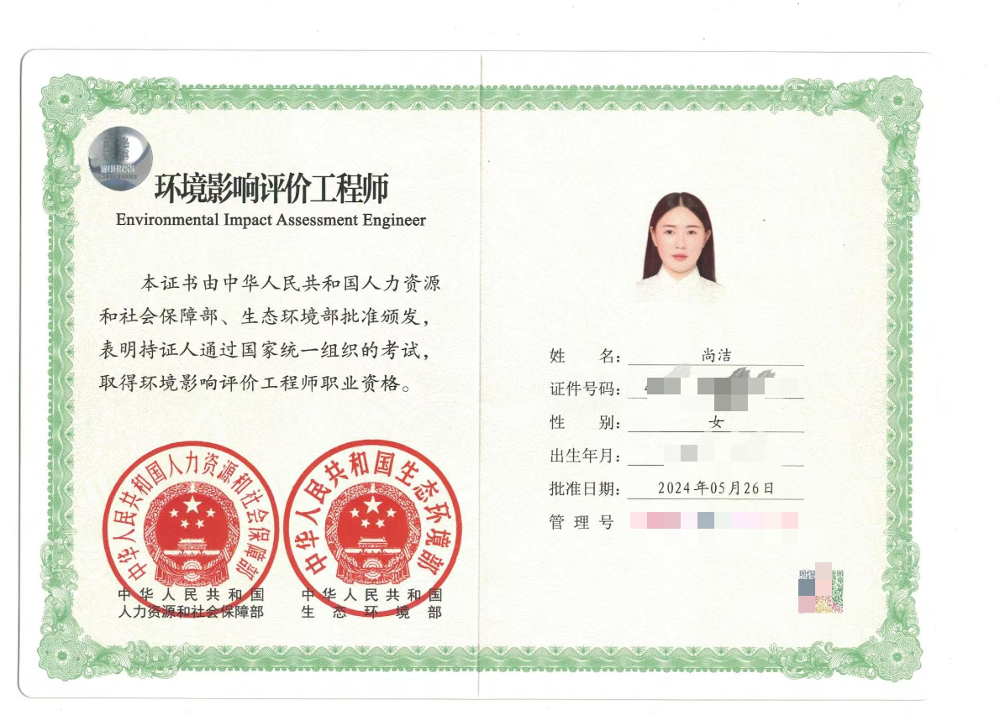 环境影响评价工程师
Environmental Impact Assessment Engineer
本证书由中华人民共和国人力资源
和社会保障部、生态环境部批准颁发，
表明持证人通过国家统一组织的考试，
取得环境影响评价工程师职业资格。
中华人民共和国人力资源和社会保障部
中华人民共和国生态环境部
中华人民共和国
人力资源和社会保障部
中华人民共和国
生态环境部
姓名：尚洁
证件号码：
性别：女
出生年月：
批准日期：2024年05月26日
管理号